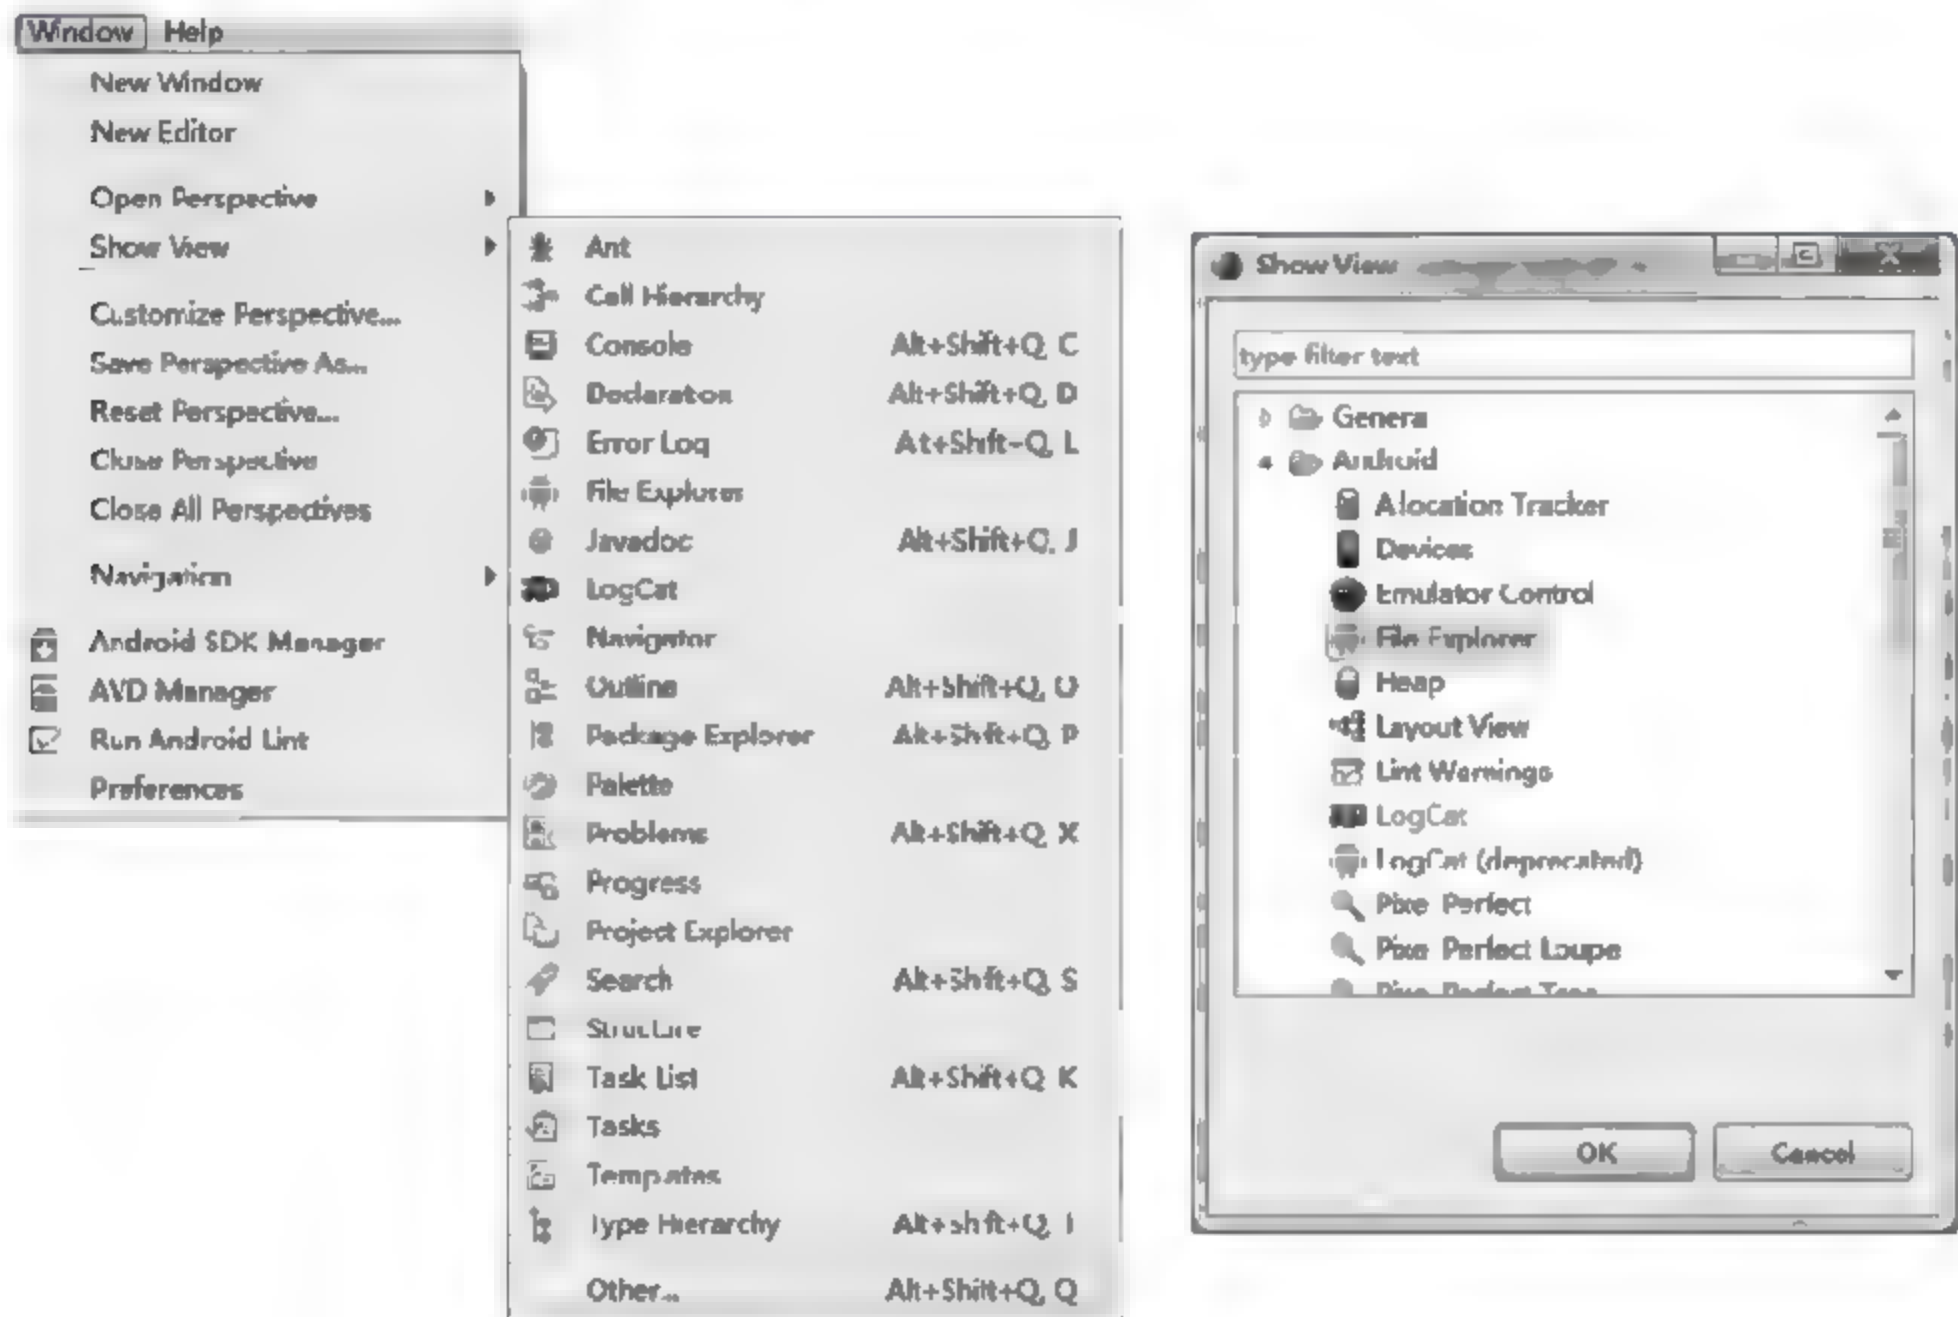 Window Help
New Window
New Editor
Open Perspective
Show View
Customize Perspective...
Save Perspective As...
Reset Perspective...
Close Perspective
Close All Perspectives
Navigation
Android SDK Manager
AVD Manager
Run Android Lint
Preferences
Ant
Call Hierarchy
Console Alt+Shift+Q, C
Declaration Alt+Shift+Q, D
Error Log Alt+Shift+Q, L
File Explorer
Javadoc Alt+Shift+Q, J
LogCat
Navigator
Outline Alt+Shift+Q, O
Package Explorer Alt+Shift+Q, P
Palette
Problems Alt+Shift+Q, X
Progress
Project Explorer
Search Alt+Shift+Q, S
Structure
Task List Alt+Shift+Q, K
Tasks
Templates
Type Hierarchy Alt+Shift+Q, T
Other... Alt+Shift+Q, Q
Show View
type filter text
General
Android
Allocation Tracker
Devices
Emulator Control
File Explorer
Heap
Layout View
Lint Warnings
LogCat
LogCat (deprecated)
Pixel Perfect
Pixel Perfect Loupe
Pixel Perfect Tree
OK Cancel